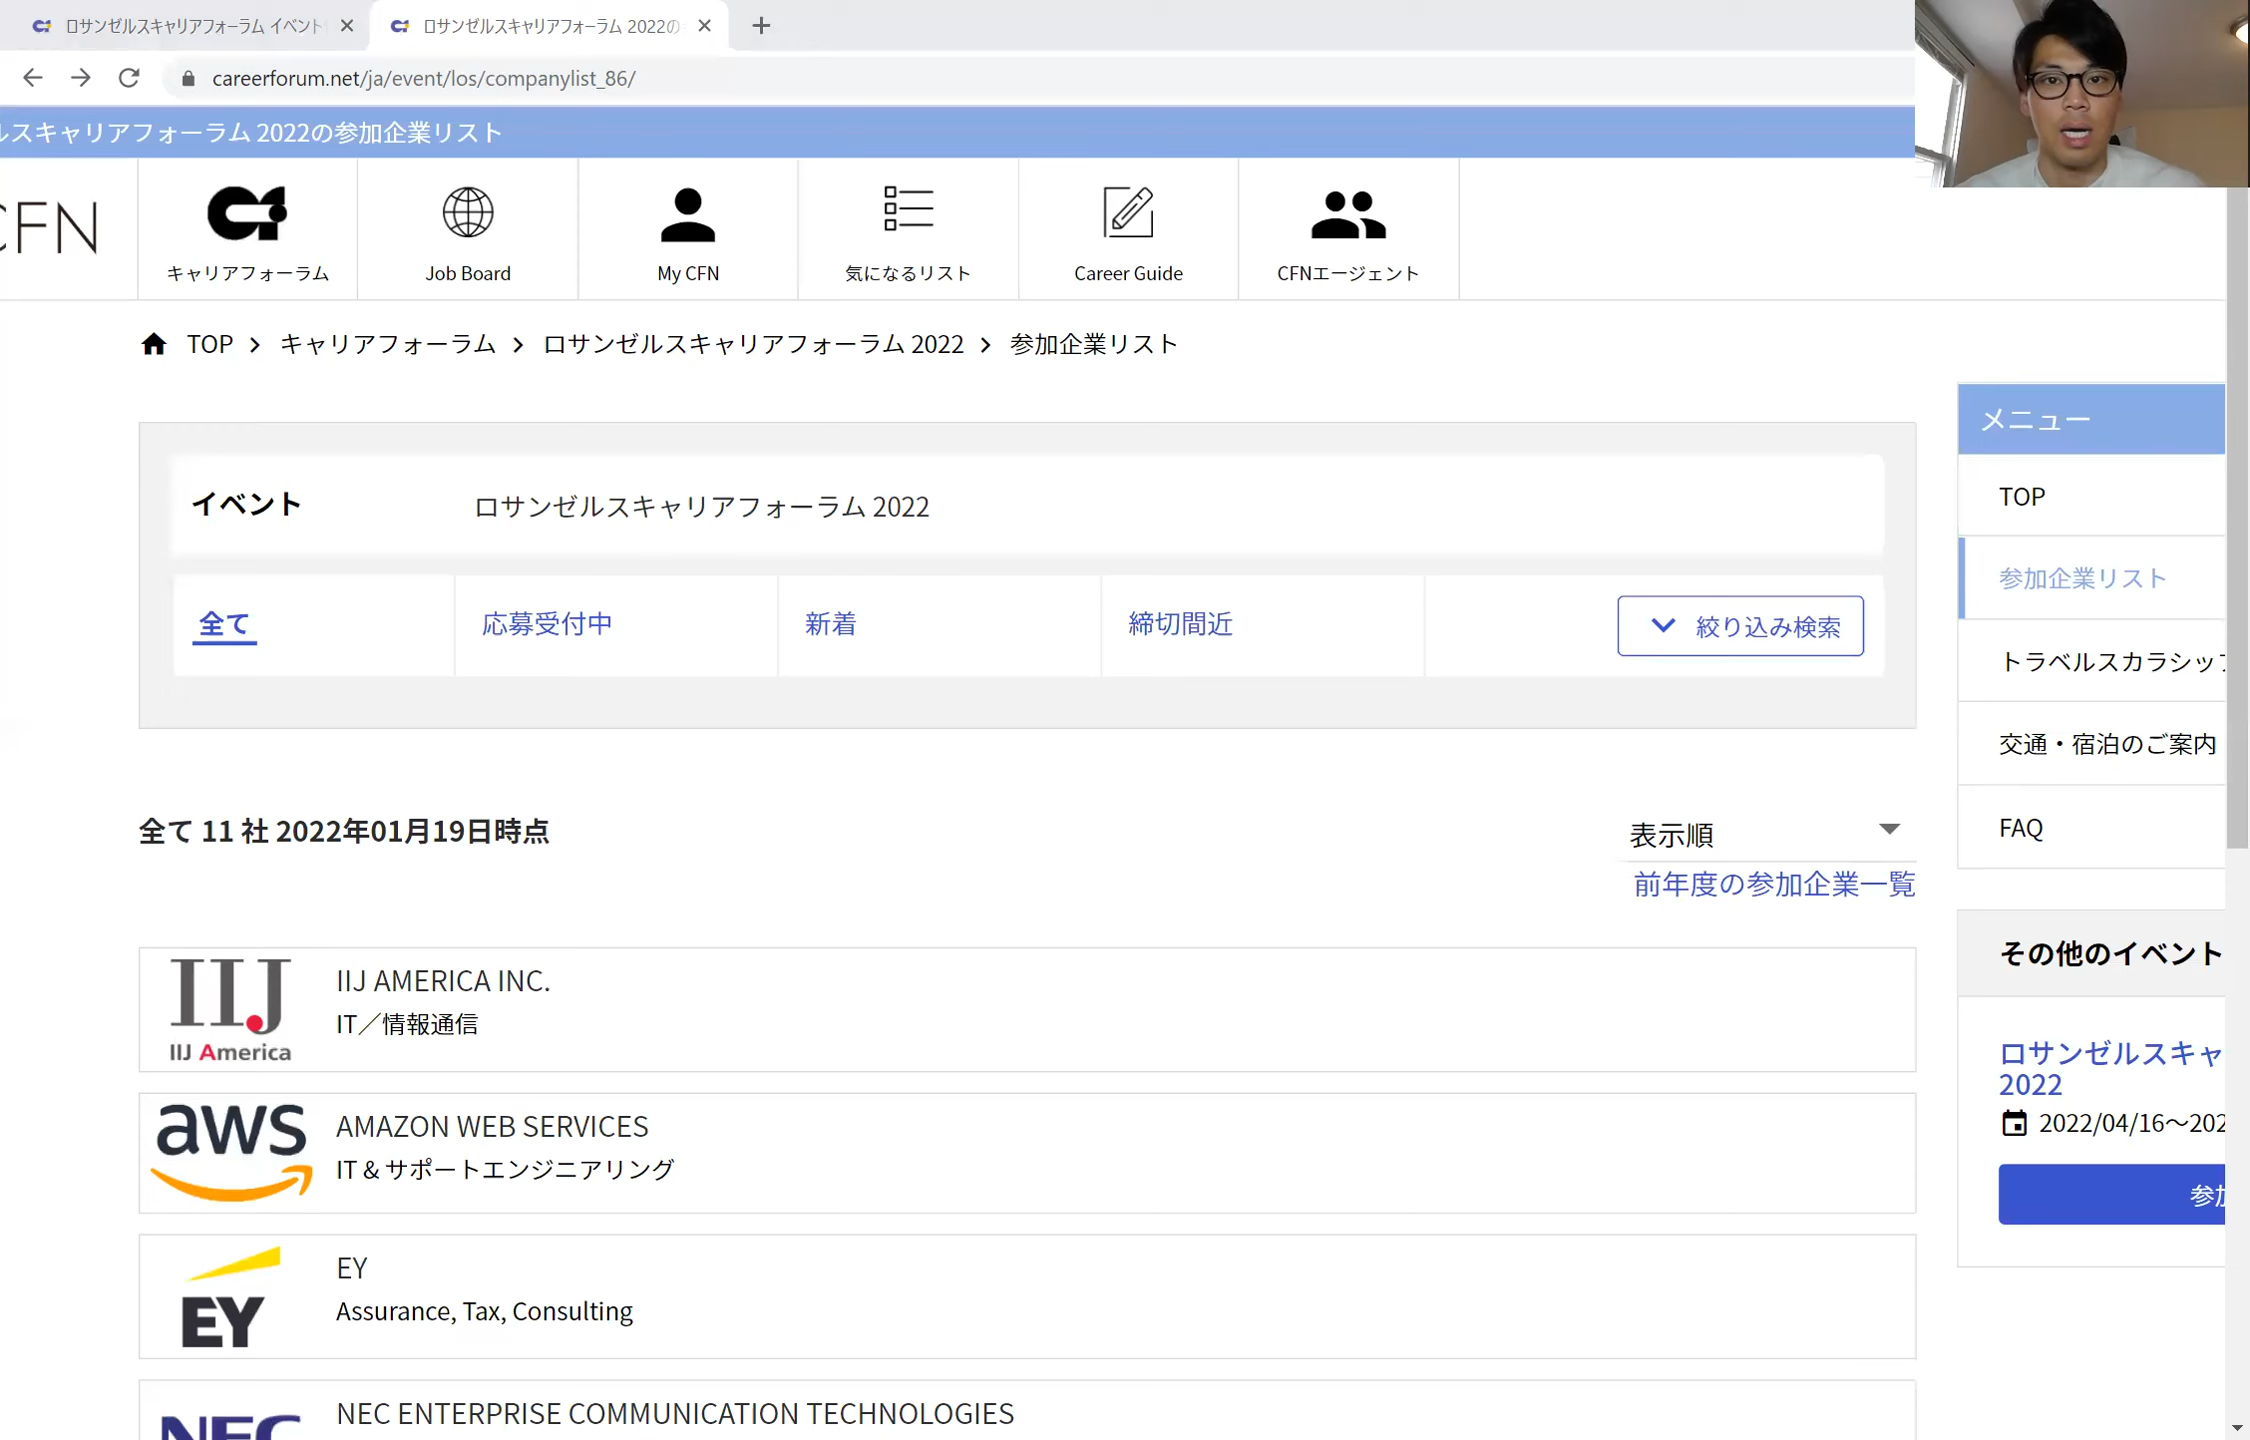 ロサンゼルスキャリアフォーラム イベント
ロサンゼルスキャリアフォーラム 2022の
careerforum.net/ja/event/los/companylist_86/
ルスキャリアフォーラム 2022の参加企業リスト
CFN
キャリアフォーラム
Job Board
My CFN
気になるリスト
Career Guide
CFNエージェント
TOP > キャリアフォーラム > ロサンゼルスキャリアフォーラム 2022 > 参加企業リスト
メニュー
TOP
参加企業リスト
トラベルスカラシップ
交通・宿泊のご案内
FAQ
イベント
ロサンゼルスキャリアフォーラム 2022
全て
応募受付中
新着
締切間近
絞り込み検索
全て 11 社 2022年01月19日時点
表示順
前年度の参加企業一覧
IIJ
IIJ America
IIJ AMERICA INC.
IT／情報通信
aws
AMAZON WEB SERVICES
IT & サポートエンジニアリング
EY
EY
Assurance, Tax, Consulting
NEC
NEC ENTERPRISE COMMUNICATION TECHNOLOGIES
その他のイベント
ロサンゼルスキャ
2022
2022/04/16～202
参加